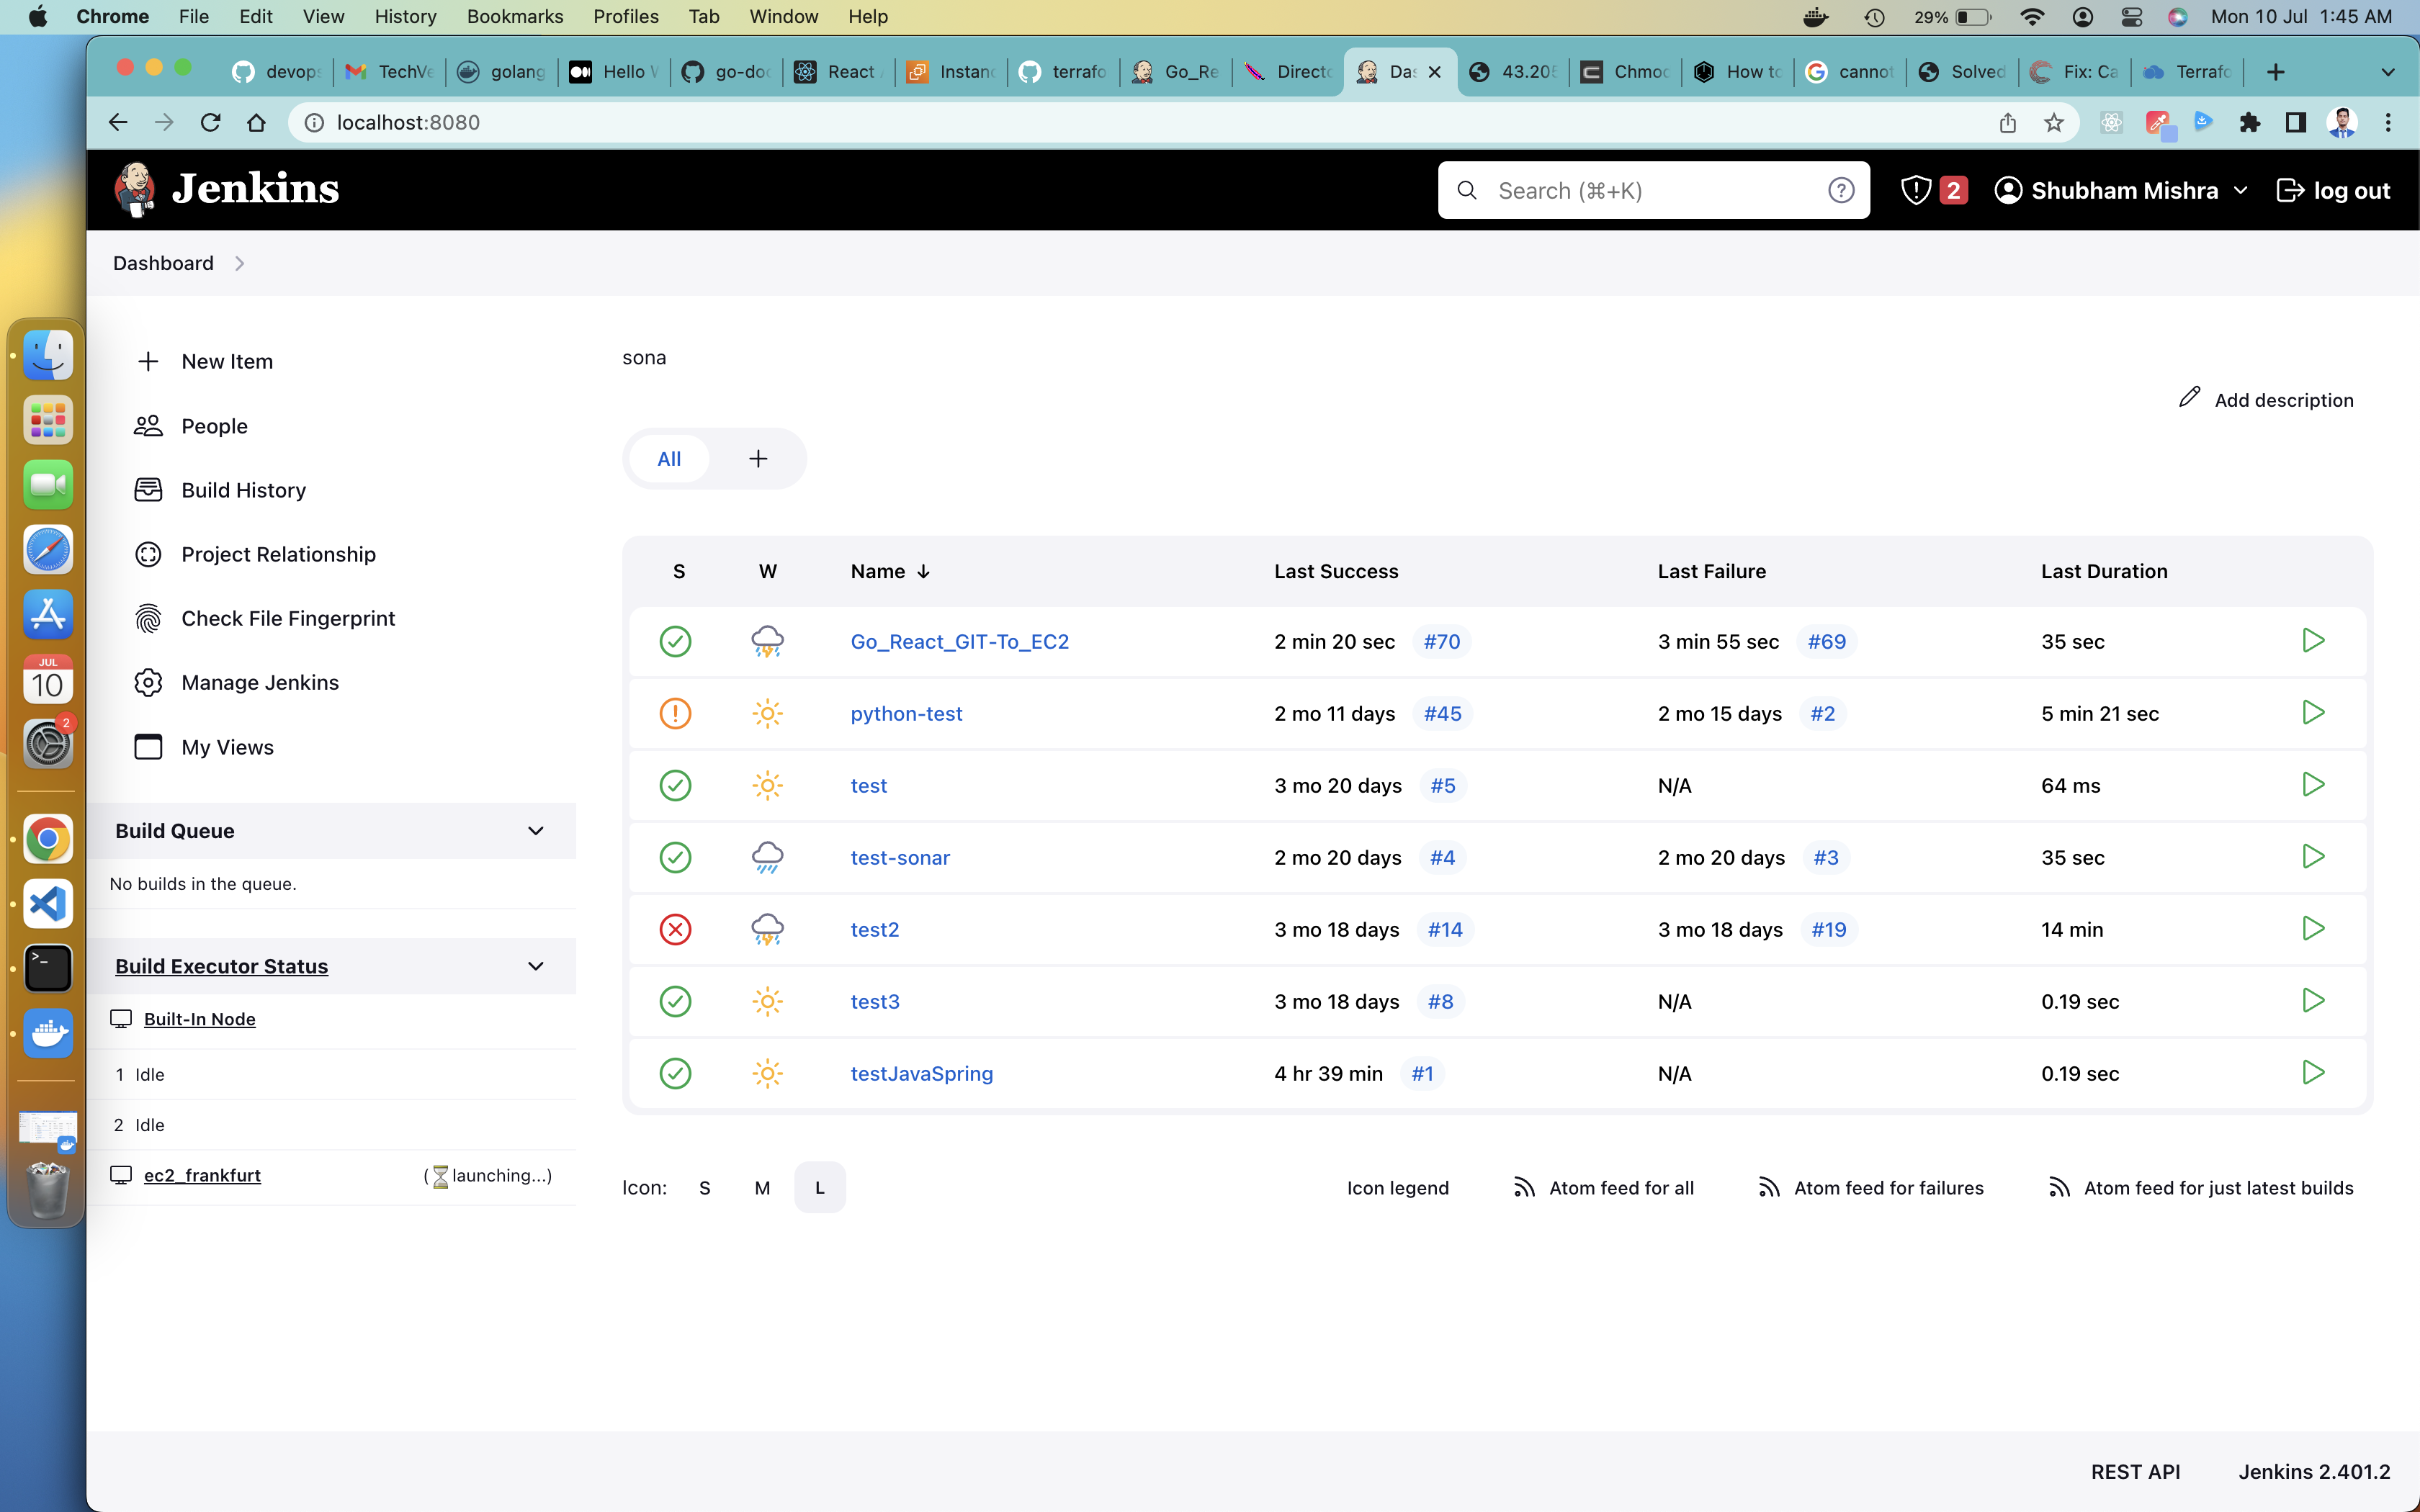 Chrome File Edit View History Bookmarks Profiles Tab Window Help 29% Mon 10 Jul 1:45 AM
devops TechVe golang Hello go-doc React Instanc terrafo Go_Re Directo Das 43.205 Chmod How to cannot Solved Fix: Ca Terrafo
localhost:8080
Jenkins Search (⌘+K) 2 Shubham Mishra log out
Dashboard
New Item
People
Build History
Project Relationship
Check File Fingerprint
Manage Jenkins
My Views
Build Queue
No builds in the queue.
Build Executor Status
Built-In Node
1 Idle
2 Idle
ec2_frankfurt (⏳launching...)
sona
Add description
All
S W Name ↓ Last Success Last Failure Last Duration
Go_React_GIT-To_EC2 2 min 20 sec #70 3 min 55 sec #69 35 sec
python-test 2 mo 11 days #45 2 mo 15 days #2 5 min 21 sec
test 3 mo 20 days #5 N/A 64 ms
test-sonar 2 mo 20 days #4 2 mo 20 days #3 35 sec
test2 3 mo 18 days #14 3 mo 18 days #19 14 min
test3 3 mo 18 days #8 N/A 0.19 sec
testJavaSpring 4 hr 39 min #1 N/A 0.19 sec
Icon: S M L Icon legend Atom feed for all Atom feed for failures Atom feed for just latest builds
REST API Jenkins 2.401.2
JUL
10
2